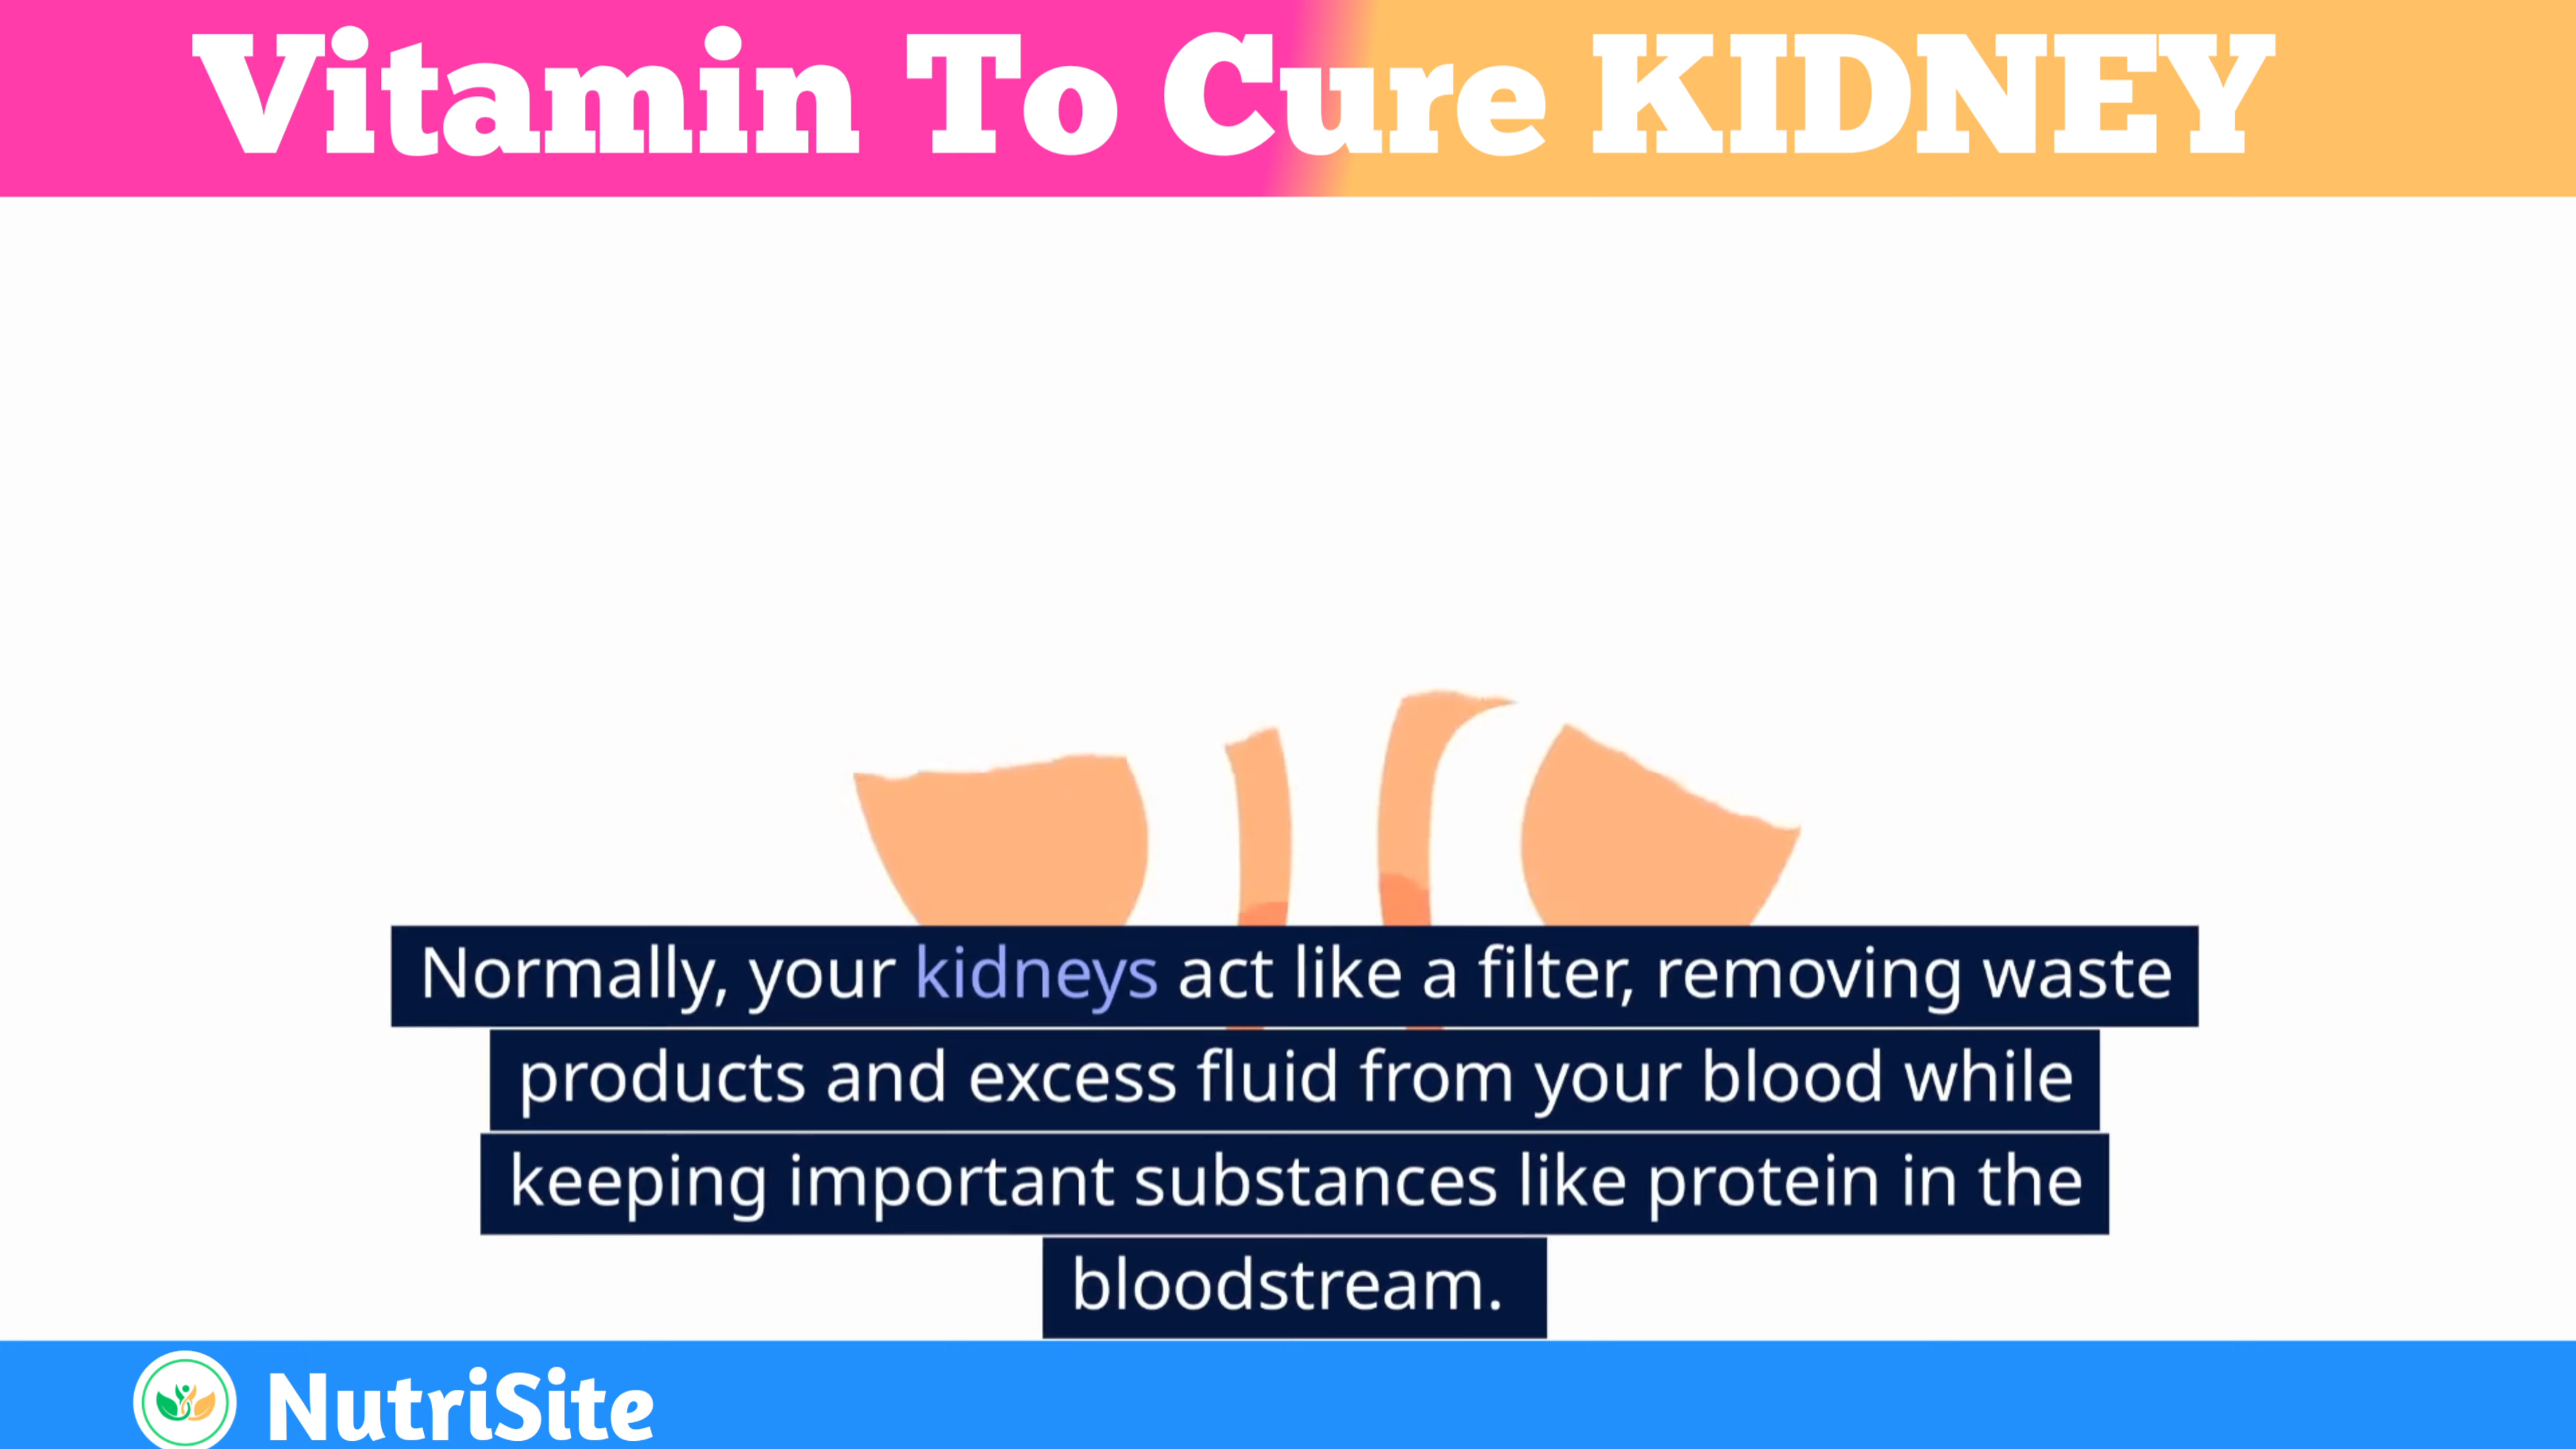 Vitamin To Cure KIDNEY
Normally, your kidneys act like a filter, removing waste
products and excess fluid from your blood while
keeping important substances like protein in the
bloodstream.
NutriSite